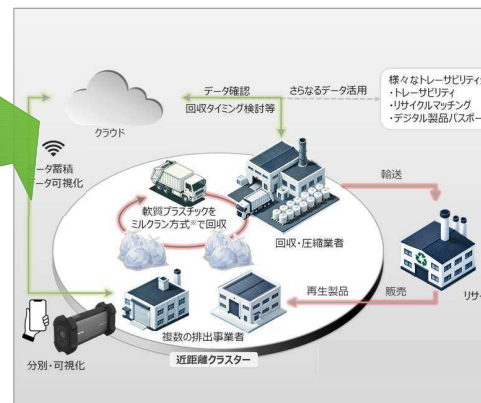 クラウド
データ確認
回収タイミング検討等
さらなるデータ活用
様々なトレーサビリティ
・トレーサビリティ
・リサイクルマッチング
・デジタル製品パスポー
ータ蓄積
ータ可視化
軟質プラスチックを
ミルクラン方式※で回収
回収・圧縮業者
輸送
リサ
再生製品
販売
複数の排出事業者
近距離クラスター
分別・可視化